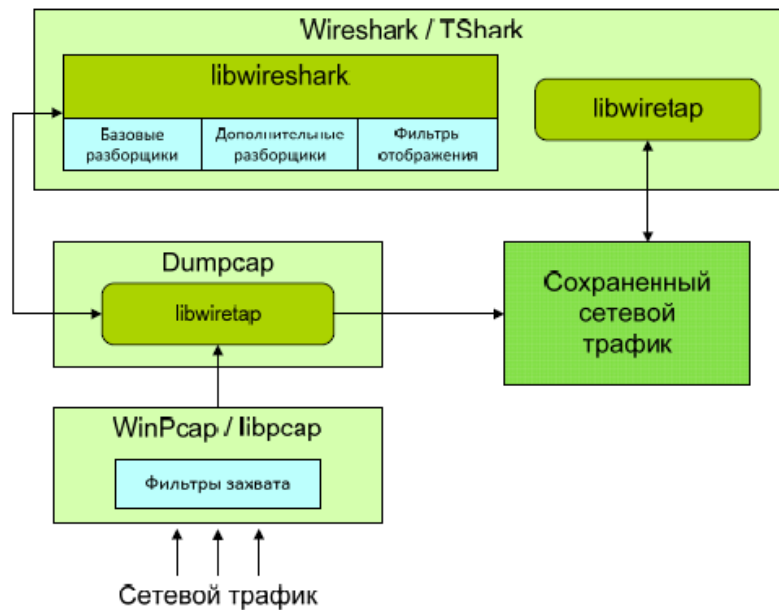 Wireshark / TShark
libwireshark
libwiretap
Базовые
разборщики
Дополнительные
разборщики
Фильтрь
отображения
Dumpcap
libwiretap
Сохраненный
сетевой
трафик
WinPcap / libpcap
Фильтры захвата
Сетевой трафик